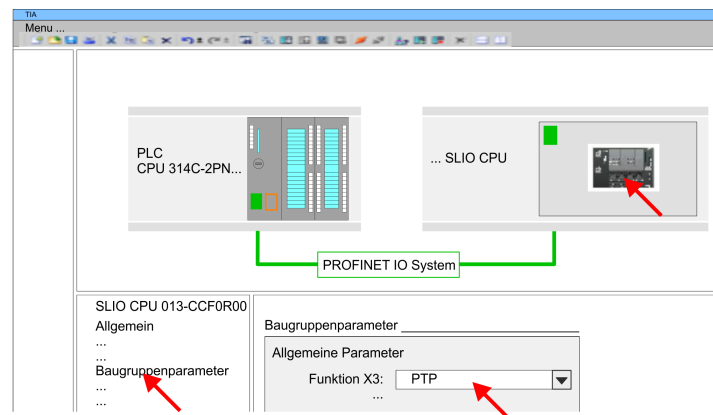 TIA
Menu ...
PLC
CPU 314C-2PN...
... SLIO CPU
PROFINET IO System
SLIO CPU 013-CCF0R00
Allgemein
...
...
Baugruppenparameter
...
...
Baugruppenparameter
Allgemeine Parameter
Funktion X3: PTP
...